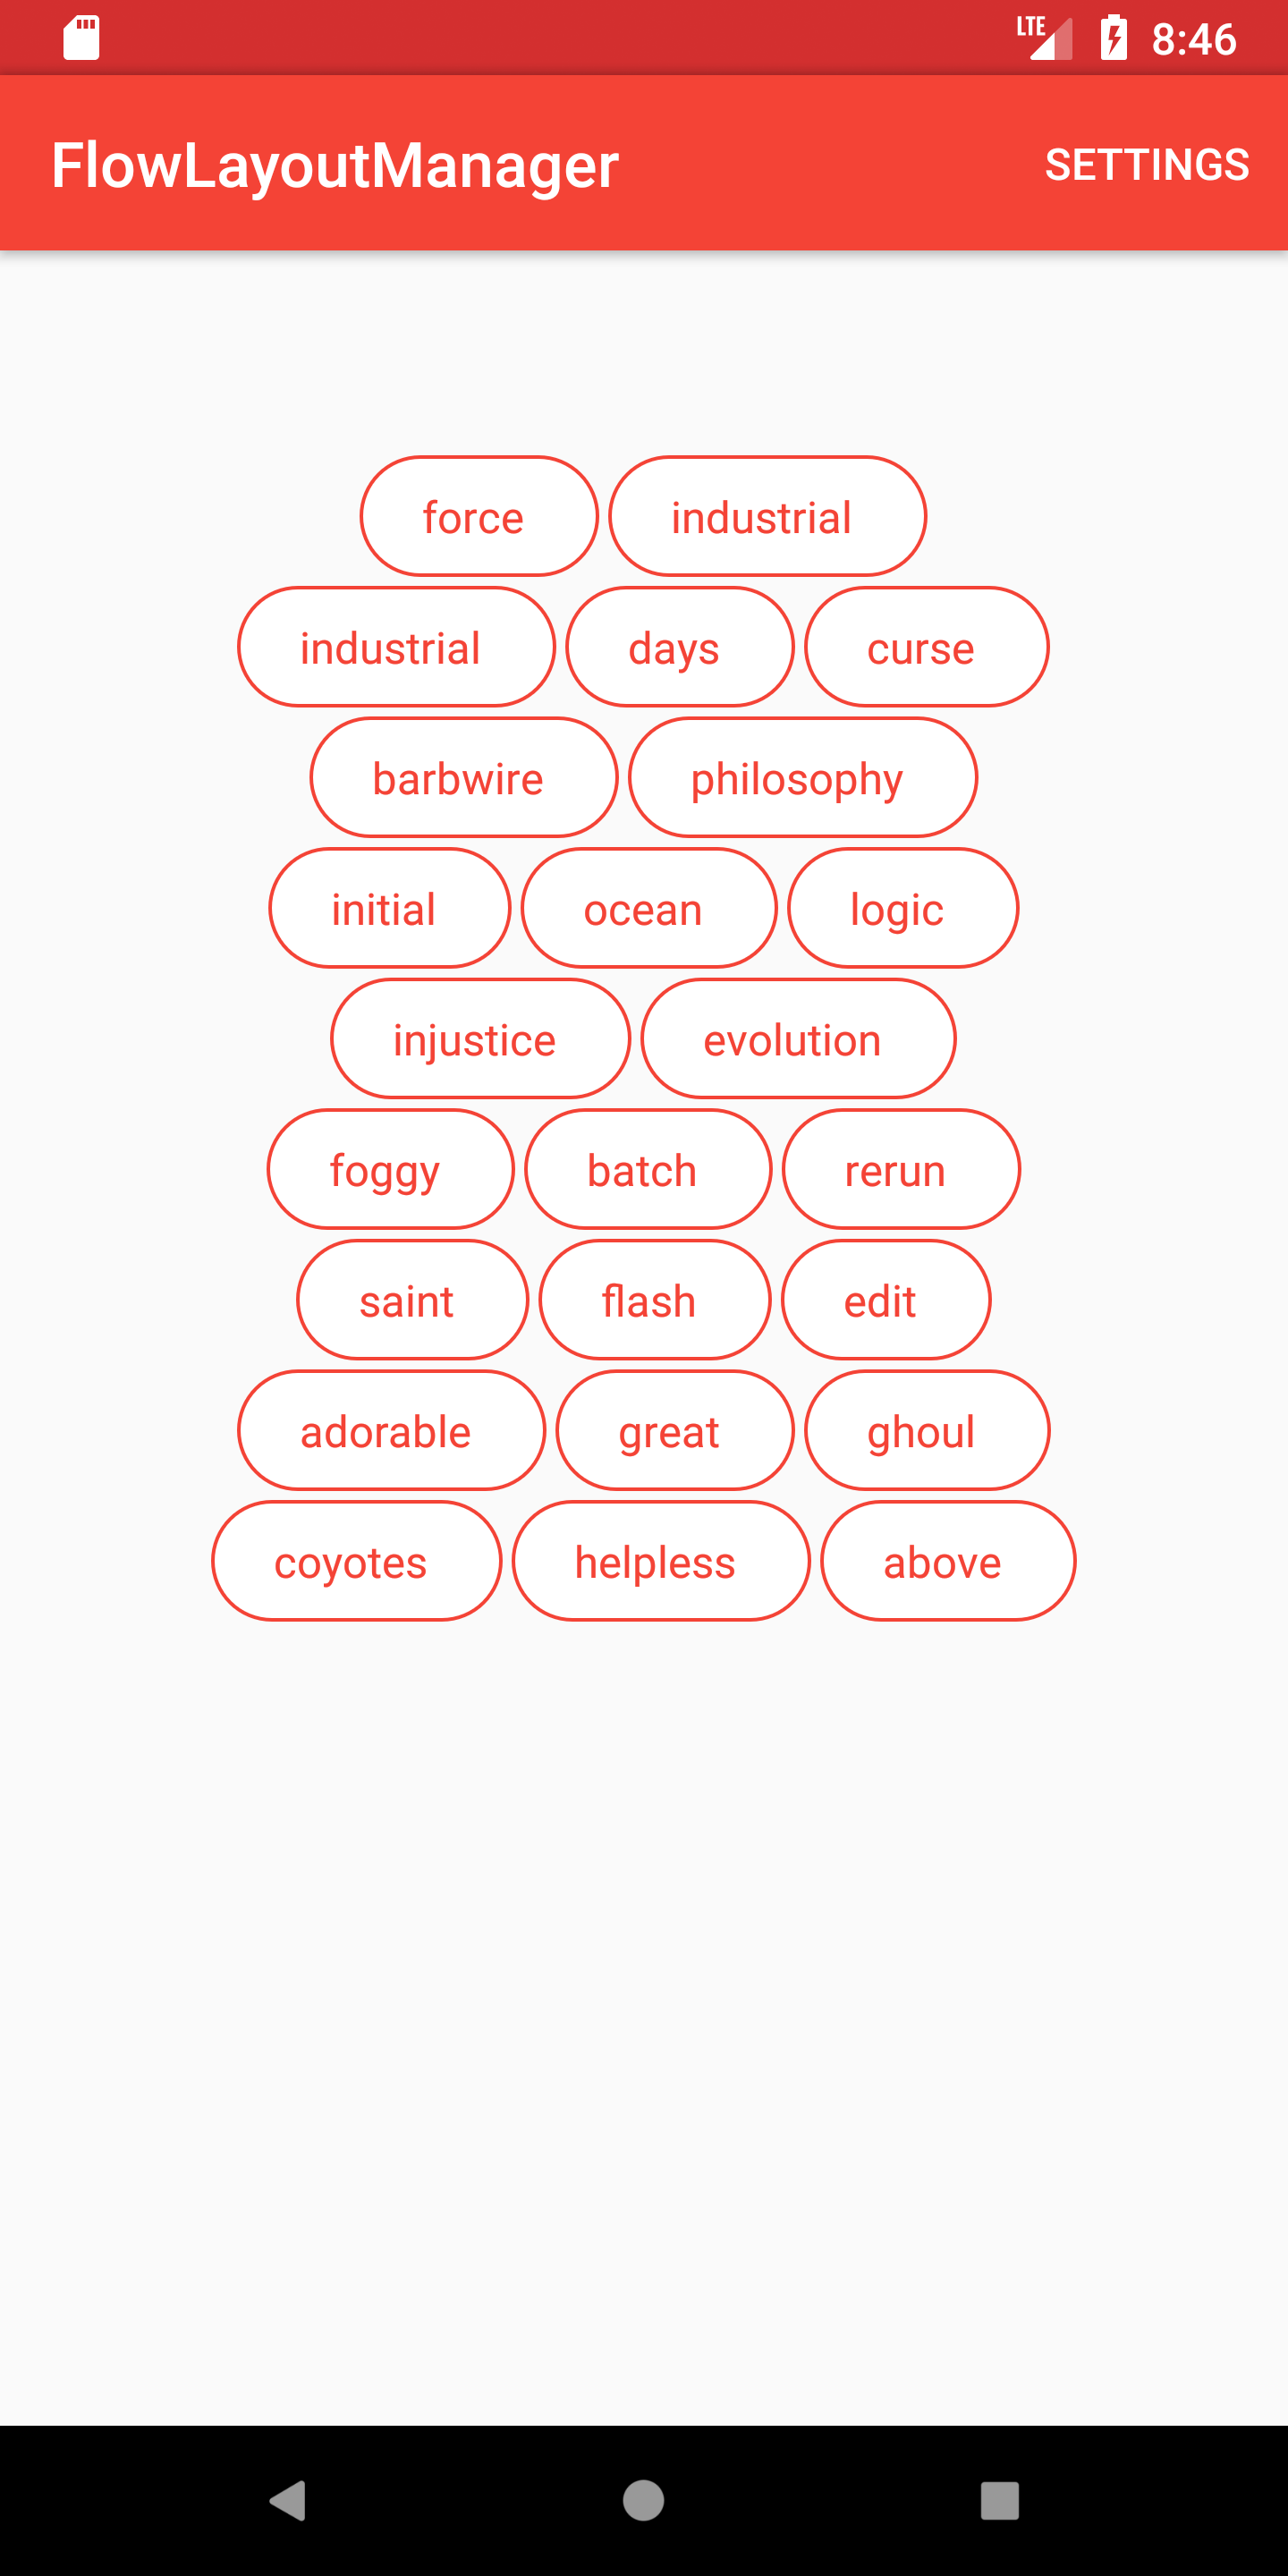 LTE 8:46
FlowLayoutManager SETTINGS
force industrial
industrial days curse
barbwire philosophy
initial ocean logic
injustice evolution
foggy batch rerun
saint flash edit
adorable great ghoul
coyotes helpless above